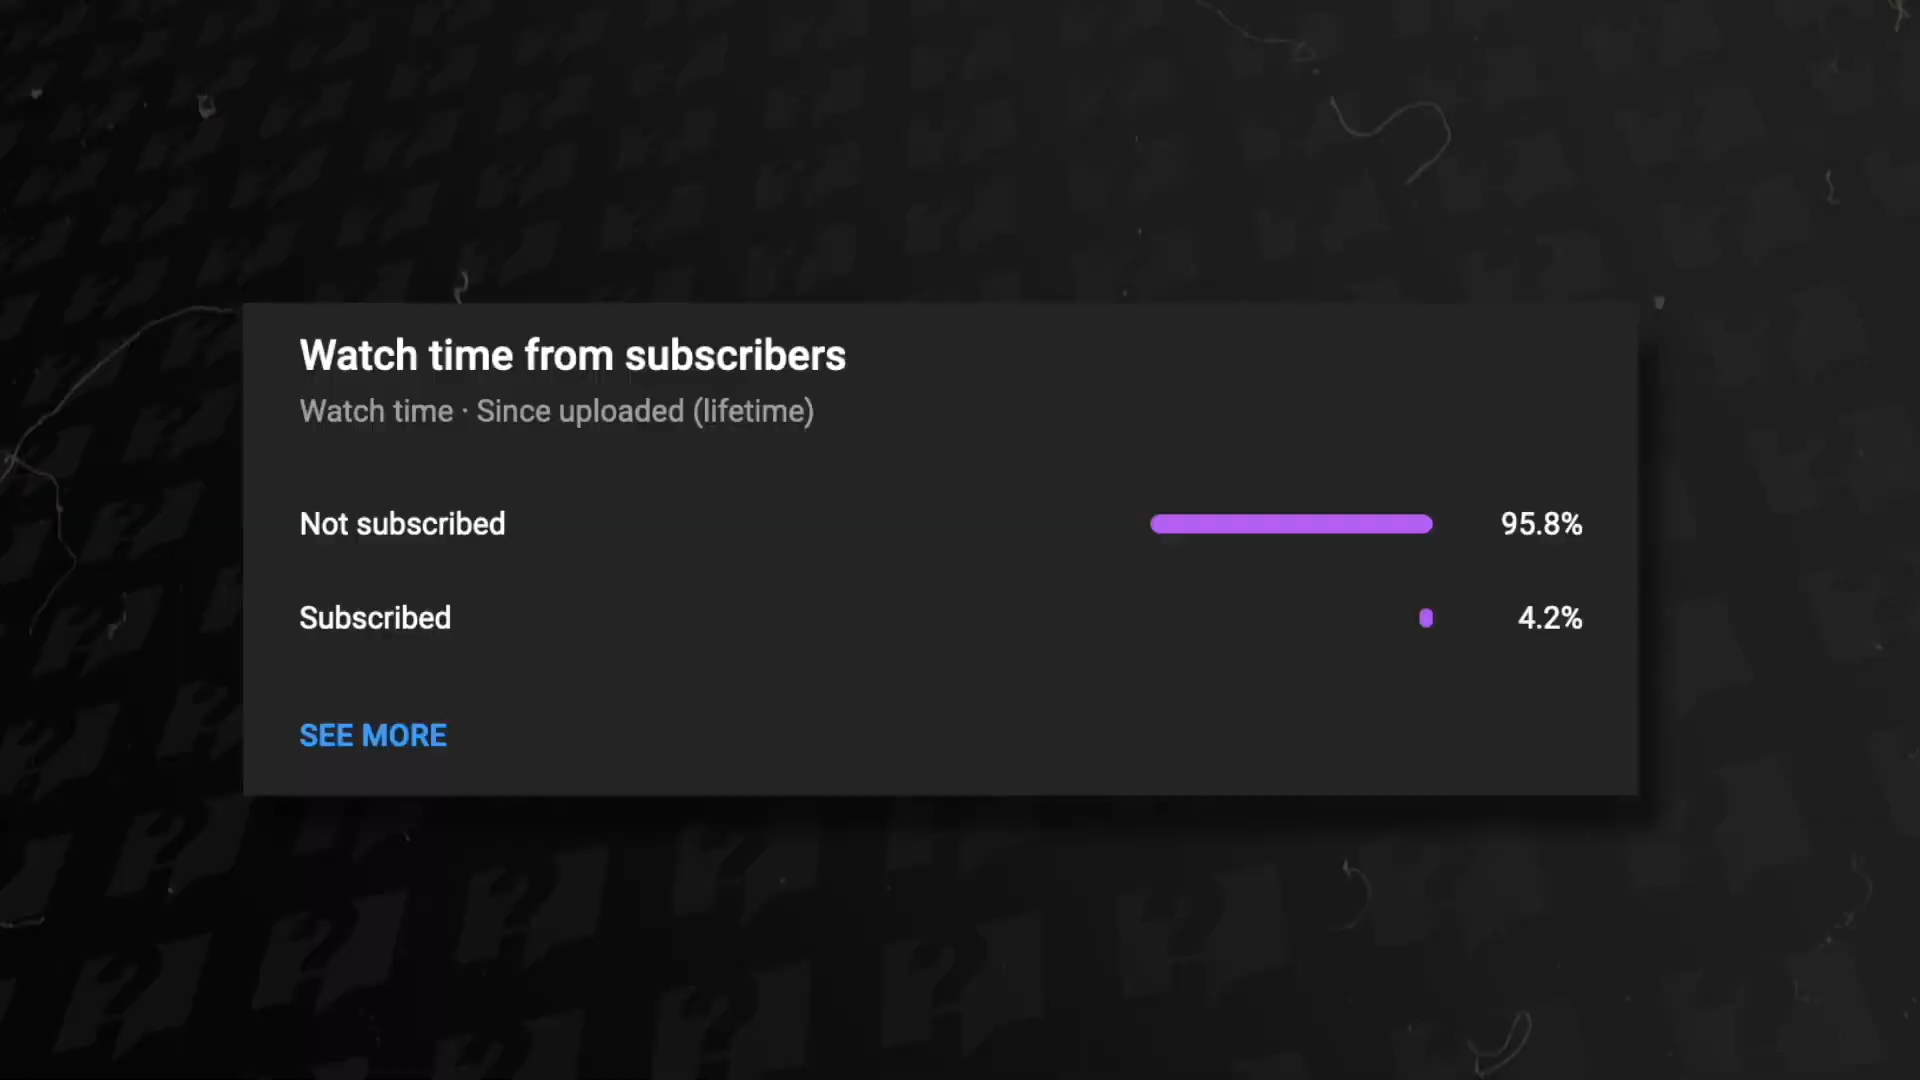 Watch time from subscribers
Watch time · Since uploaded (lifetime)
Not subscribed 95.8%
Subscribed 4.2%
SEE MORE